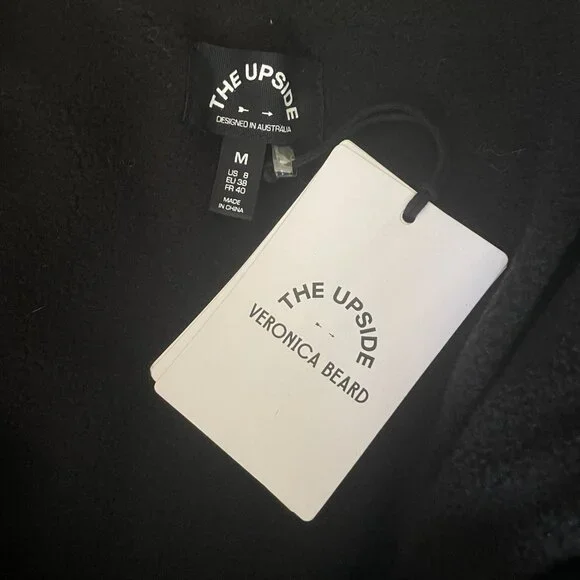 THE UPSIDE
DESIGNED IN AUSTRALIA
M
US 8
EU 38
FR 40
MADE
IN CHINA
THE UPSIDE
VERONICA BEARD